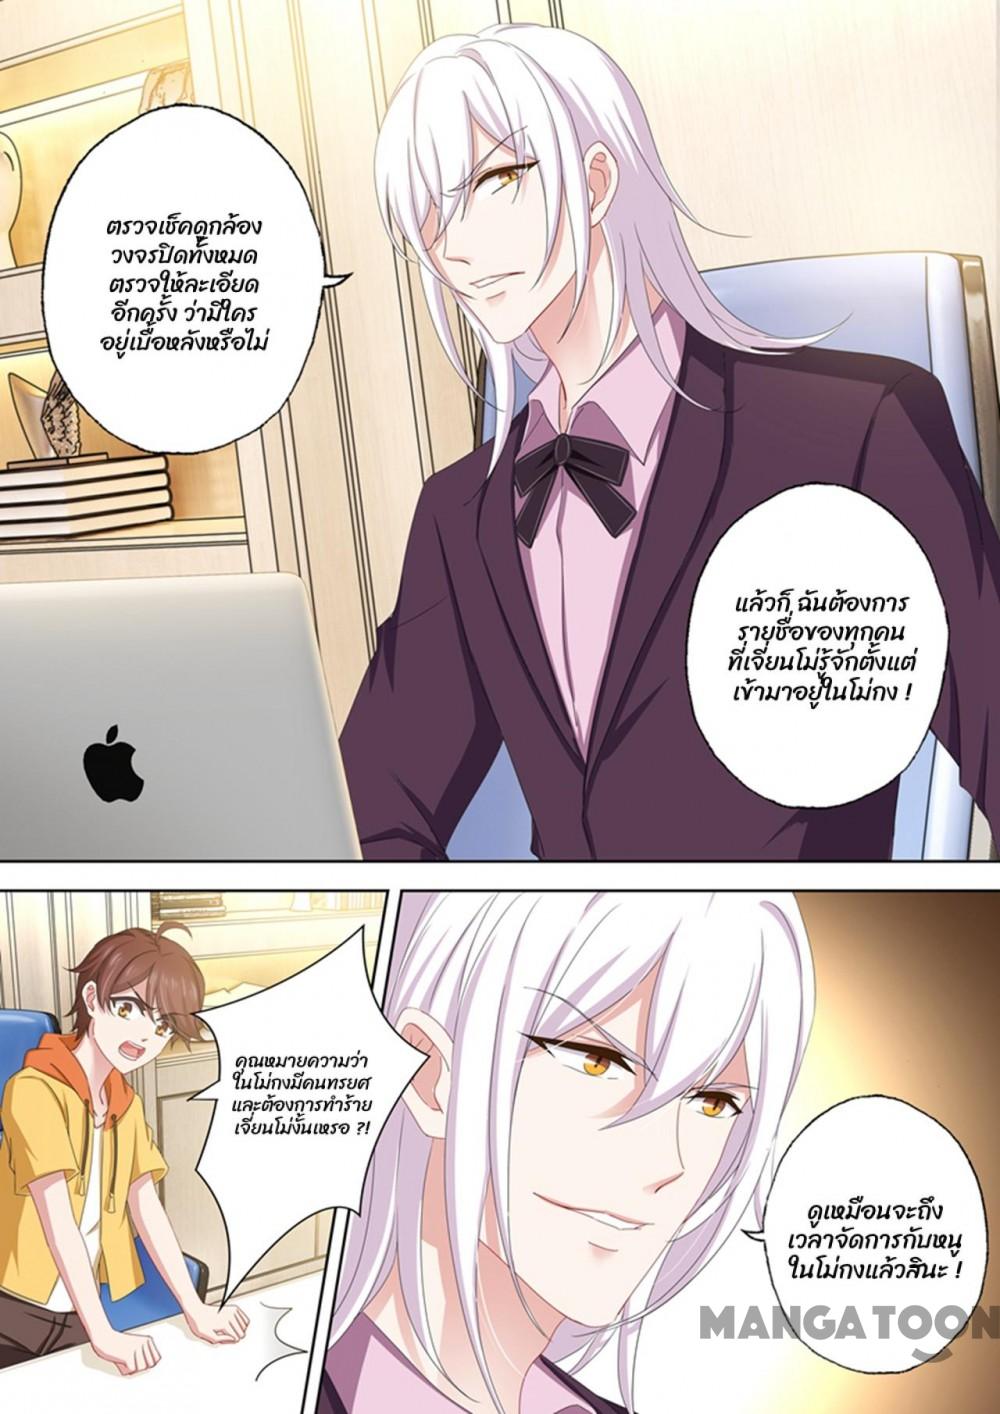 ตรวจเช็คดูกล้อง
วงจรปิดทั้งหมด
ตรวจให้ละเอียด
อีกครั้ง ว่ามีใคร
อยู่เบื้อหลังหรือไม่
แล้วก็ ฉันต้องการ
รายชื่อของทุกคน
ที่เจี่ยนโม่รู้จักตั้งแต่
เข้ามาอยู่ในโม่กง !
คุณหมายความว่า
ในโม่กงมีคนทรยศ
และต้องการทำร้าย
เจี่ยนโม่งั้นเหรอ ?!
ดูเหมือนจะถึง
เวลาจัดการกับหนู
ในโม่กงแล้วสินะ !
MANGATOON